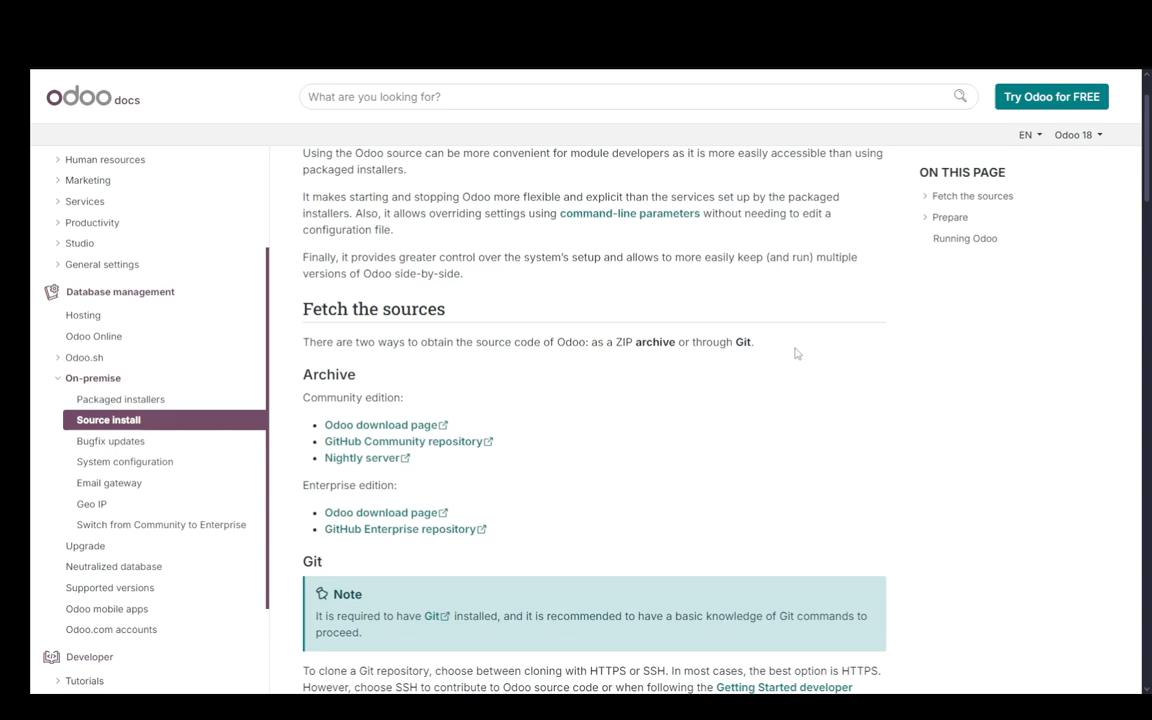 odoo docs
What are you looking for?
Try Odoo for FREE
EN
Odoo 18
Human resources
Marketing
Services
Productivity
Studio
General settings
Database management
Hosting
Odoo Online
Odoo.sh
On-premise
Packaged installers
Source install
Bugfix updates
System configuration
Email gateway
Geo IP
Switch from Community to Enterprise
Upgrade
Neutralized database
Supported versions
Odoo mobile apps
Odoo.com accounts
Developer
Tutorials
Using the Odoo source can be more convenient for module developers as it is more easily accessible than using
packaged installers.
It makes starting and stopping Odoo more flexible and explicit than the services set up by the packaged
installers. Also, it allows overriding settings using command-line parameters without needing to edit a
configuration file.
Finally, it provides greater control over the system's setup and allows to more easily keep (and run) multiple
versions of Odoo side-by-side.
Fetch the sources
There are two ways to obtain the source code of Odoo: as a ZIP archive or through Git.
Archive
Community edition:
• Odoo download page
• GitHub Community repository
• Nightly server
Enterprise edition:
• Odoo download page
• GitHub Enterprise repository
Git
Note
It is required to have Git installed, and it is recommended to have a basic knowledge of Git commands to
proceed.
To clone a Git repository, choose between cloning with HTTPS or SSH. In most cases, the best option is HTTPS.
However, choose SSH to contribute to Odoo source code or when following the Getting Started developer
ON THIS PAGE
Fetch the sources
Prepare
Running Odoo